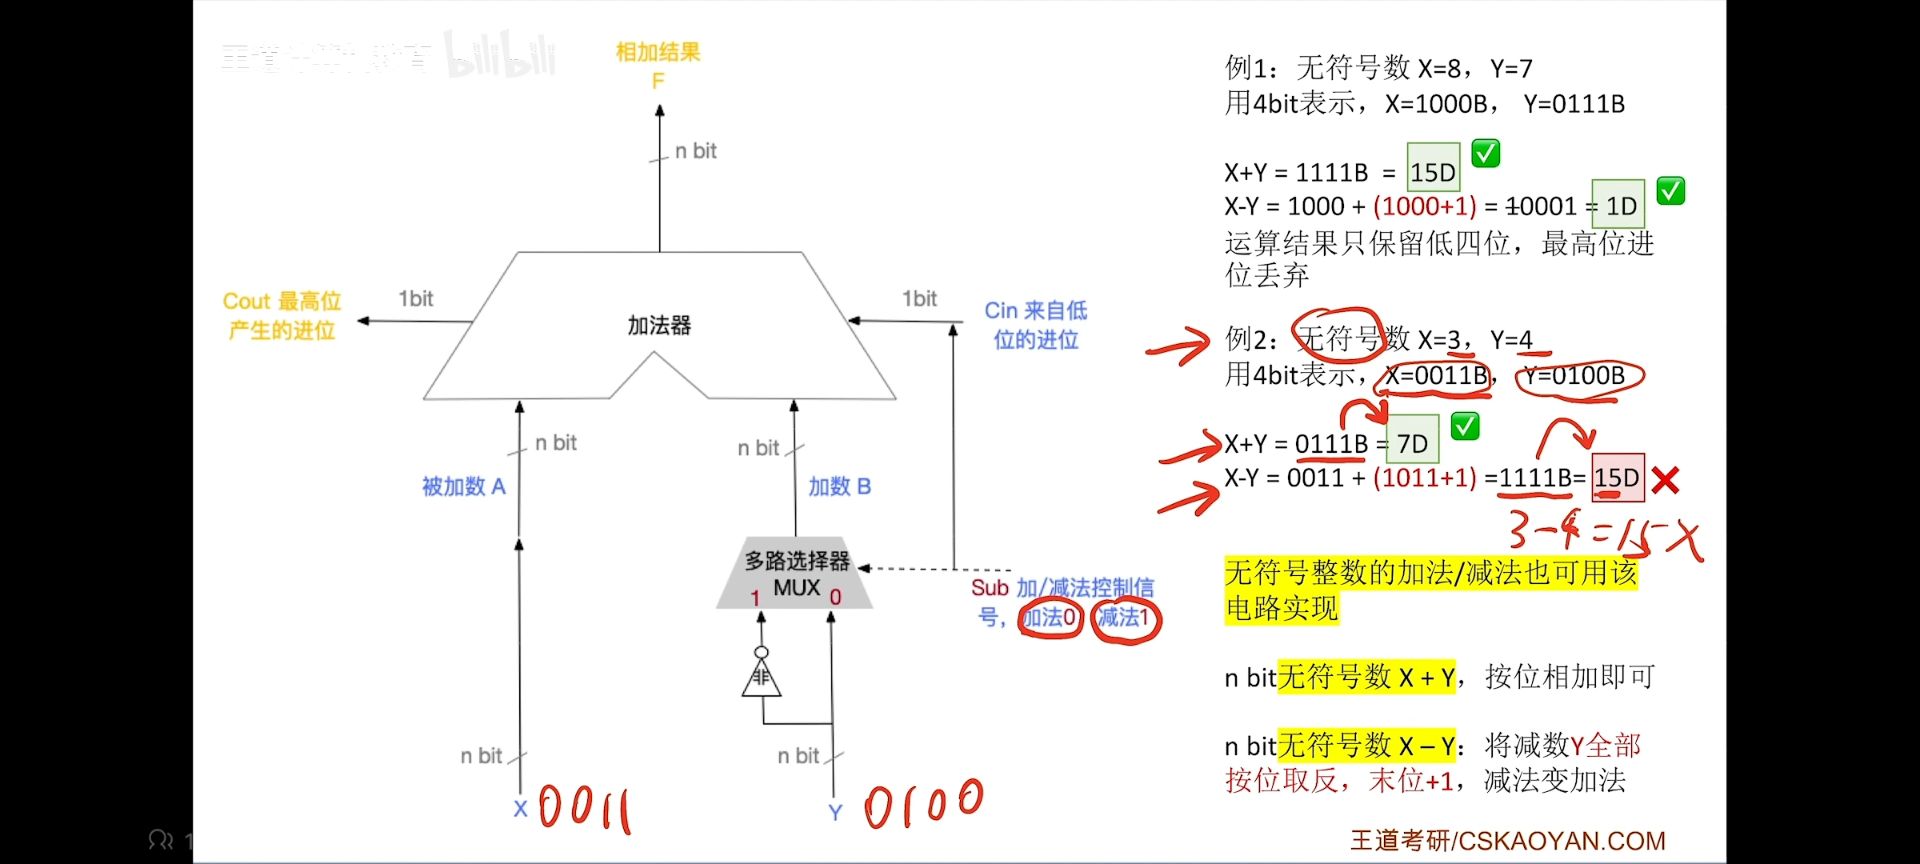 bilibili
相加结果
F
n bit
Cout 最高位
产生的进位
1bit
加法器
1bit
Cin 来自低
位的进位
n bit
n bit
被加数 A
加数 B
多路选择器
MUX
1
0
Sub 加/减法控制信
号，加法0 减法1
非
n bit
n bit
X
0011
Y
0100
例1：无符号数 X=8，Y=7
用4bit表示，X=1000B， Y=0111B
X+Y = 1111B = 15D
X-Y = 1000 + (1000+1) = 10001 = 1D
运算结果只保留低四位，最高位进
位丢弃
例2：无符号数 X=3，Y=4
用4bit表示，X=0011B， Y=0100B
X+Y = 0111B = 7D
X-Y = 0011 + (1011+1) =1111B= 15D
3-4=15 X
无符号整数的加法/减法也可用该
电路实现
n bit无符号数 X + Y，按位相加即可
n bit无符号数 X – Y：将减数Y全部
按位取反，末位+1，减法变加法
王道考研/CSKAOYAN.COM
1